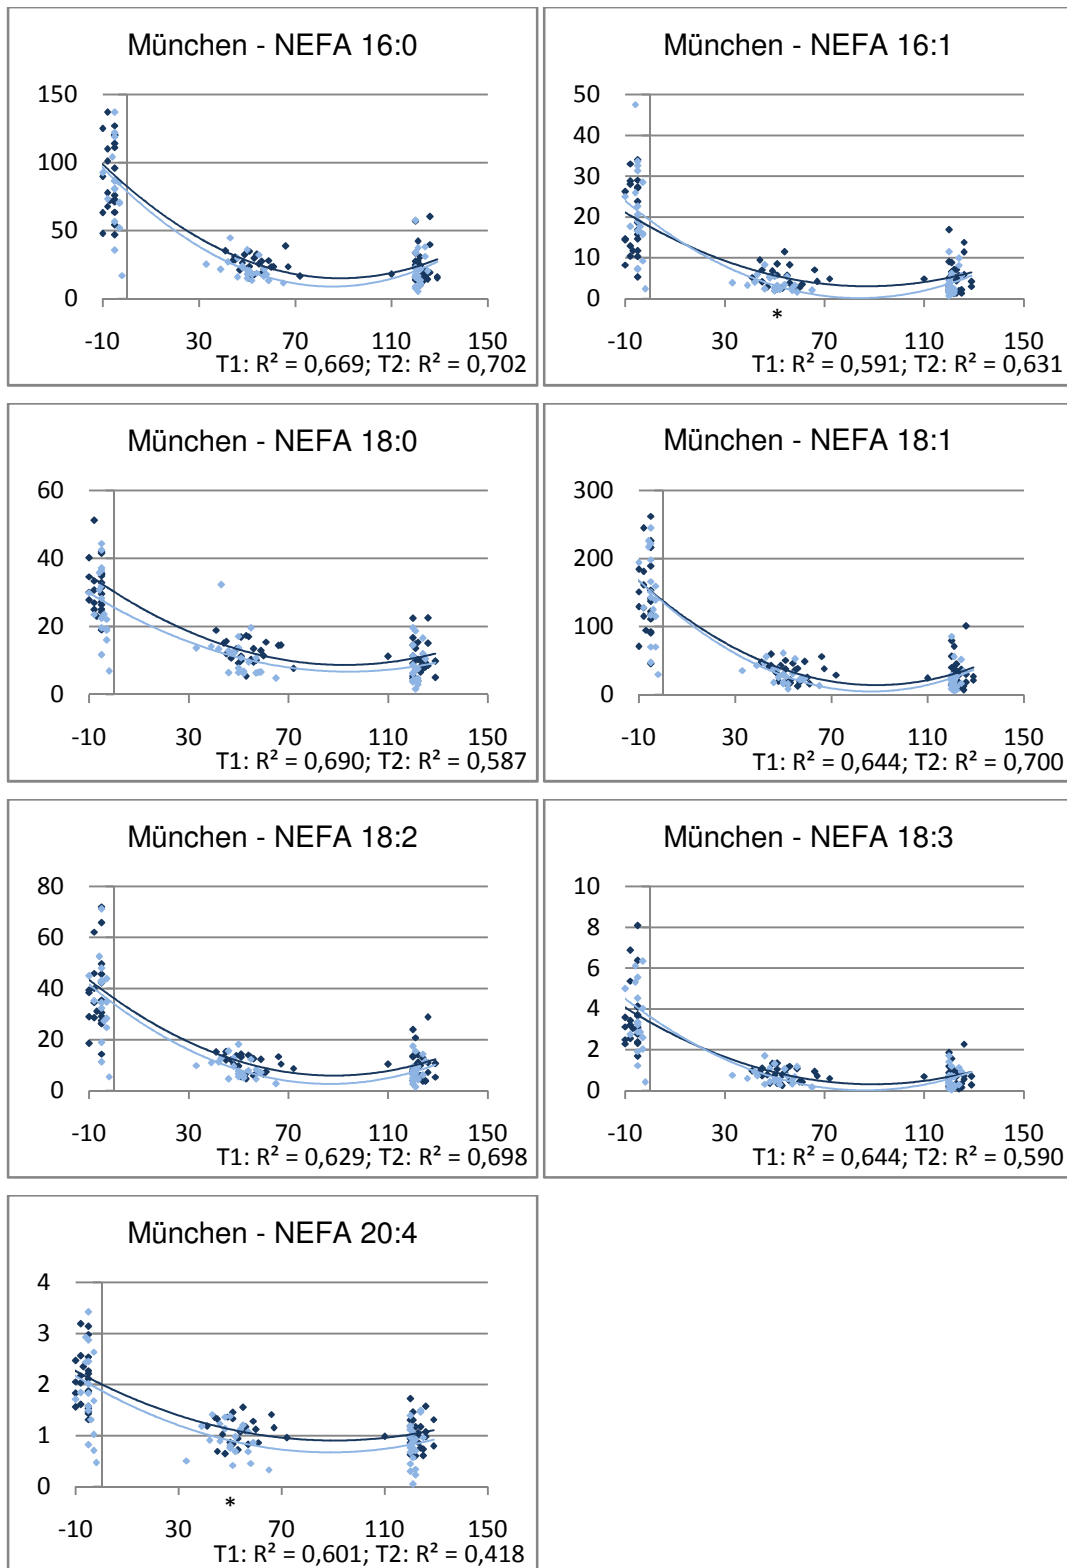 München - NEFA 16:0
150
100
50
0
-10 30 70 110 150
T1: R² = 0,669; T2: R² = 0,702
München - NEFA 16:1
50
40
30
20
10
0
*
-10 30 70 110 150
T1: R² = 0,591; T2: R² = 0,631
München - NEFA 18:0
60
40
20
0
-10 30 70 110 150
T1: R² = 0,690; T2: R² = 0,587
München - NEFA 18:1
300
200
100
0
-10 30 70 110 150
T1: R² = 0,644; T2: R² = 0,700
München - NEFA 18:2
80
60
40
20
0
-10 30 70 110 150
T1: R² = 0,629; T2: R² = 0,698
München - NEFA 18:3
10
8
6
4
2
0
-10 30 70 110 150
T1: R² = 0,644; T2: R² = 0,590
München - NEFA 20:4
4
3
2
1
0
*
-10 30 70 110 150
T1: R² = 0,601; T2: R² = 0,418